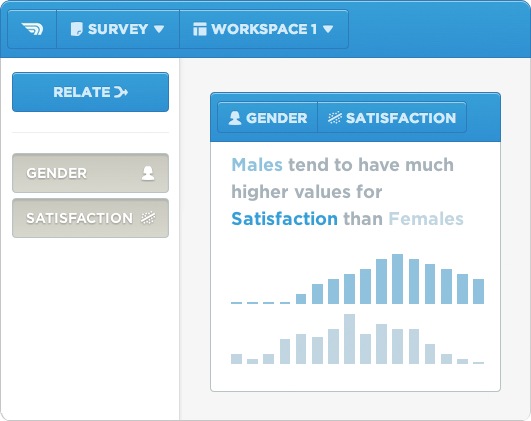 SURVEY WORKSPACE 1
RELATE
GENDER
SATISFACTION
GENDER SATISFACTION
Males tend to have much
higher values for
Satisfaction than Females